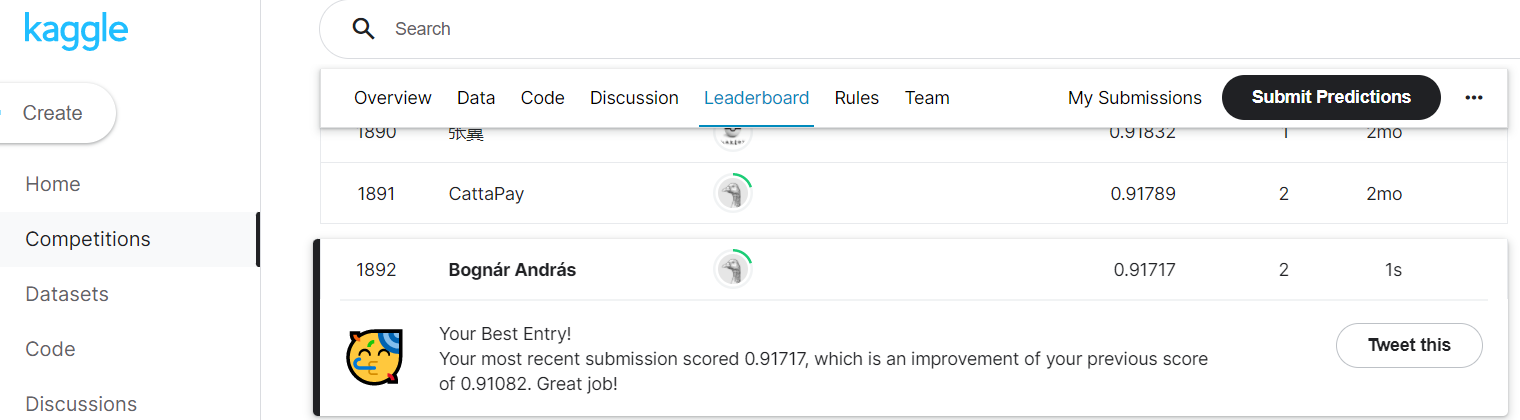 kaggle
Search
Create
Overview Data Code Discussion Leaderboard Rules Team My Submissions Submit Predictions
Home
Competitions
Datasets
Code
Discussions
1890 张翼 0.91832 1 2mo
1891 CattaPay 0.91789 2 2mo
1892 Bognár András 0.91717 2 1s
Your Best Entry!
Your most recent submission scored 0.91717, which is an improvement of your previous score
of 0.91082. Great job!
Tweet this